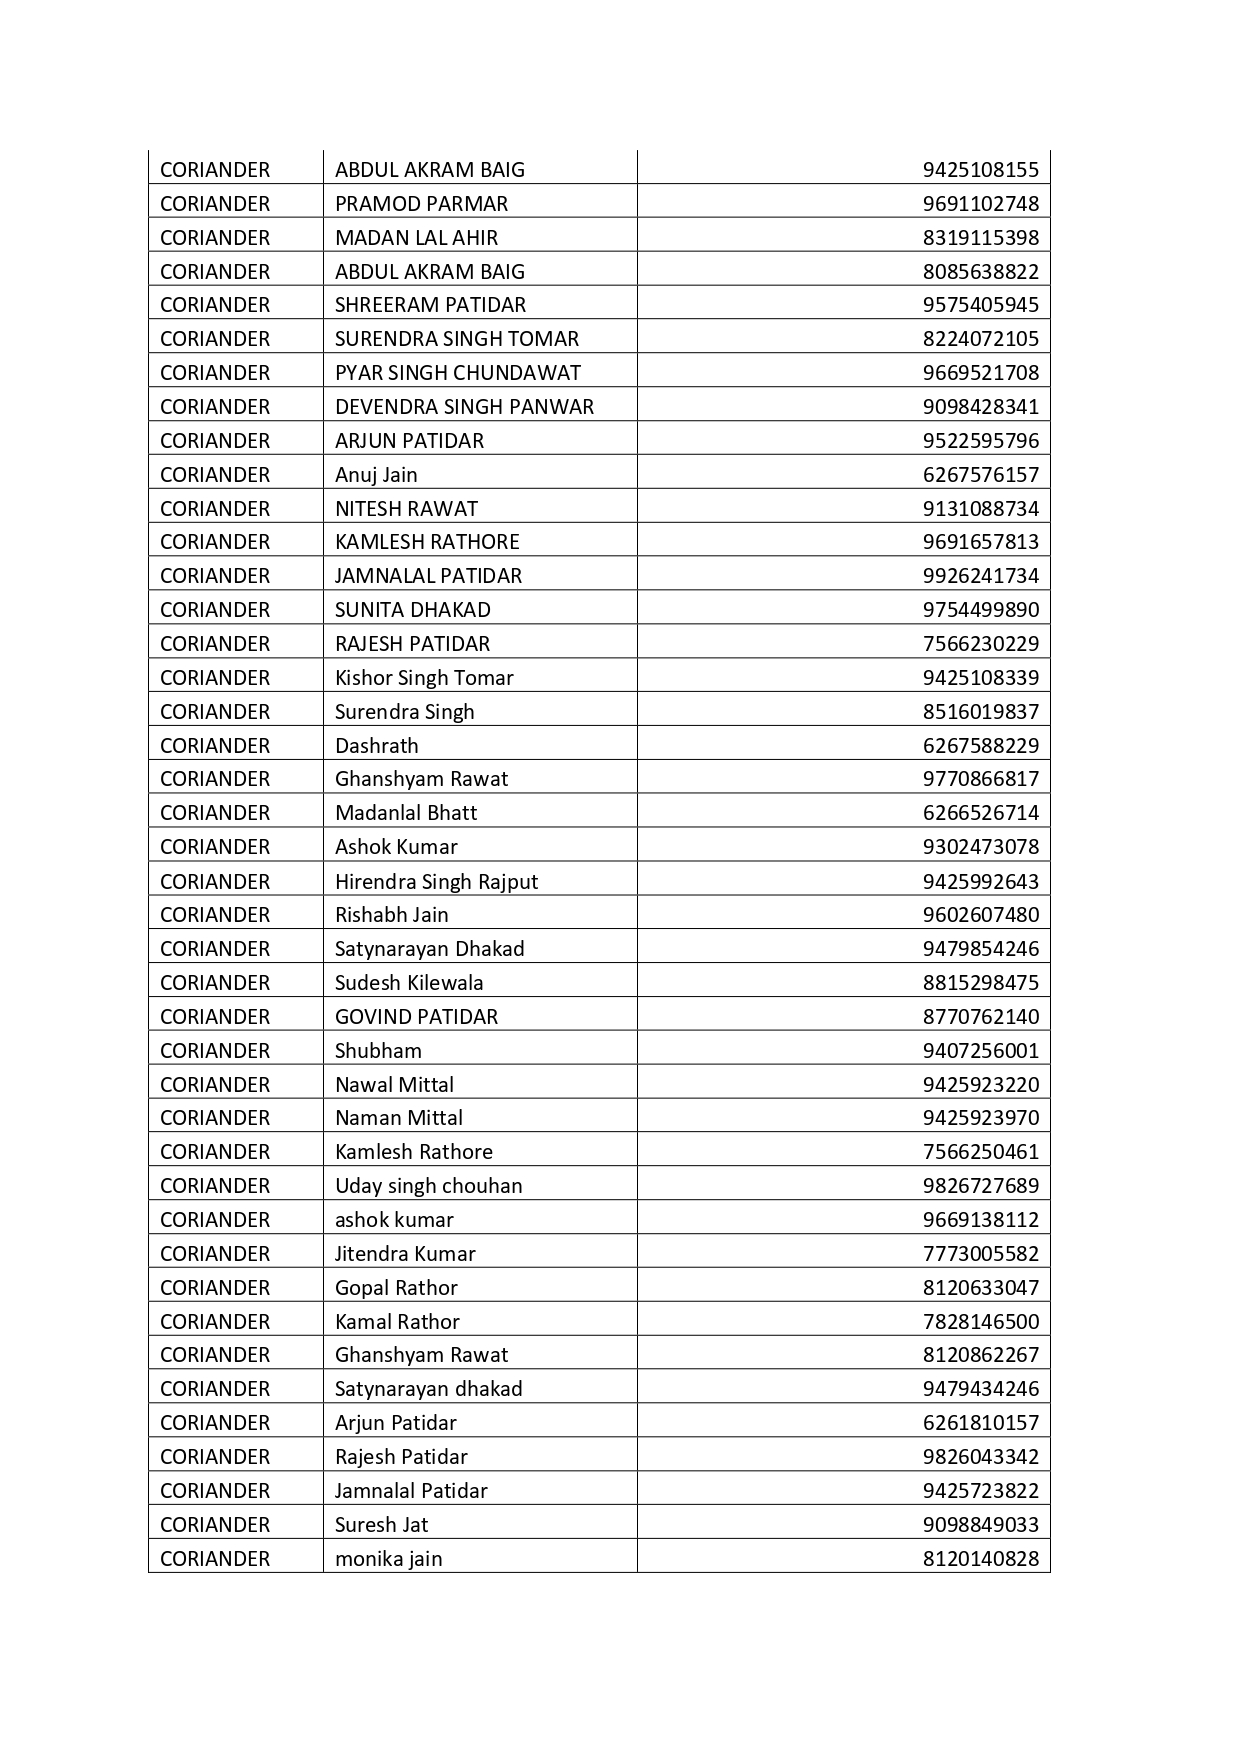 CORIANDER ABDUL AKRAM BAIG 9425108155
CORIANDER PRAMOD PARMAR 9691102748
CORIANDER MADAN LAL AHIR 8319115398
CORIANDER ABDUL AKRAM BAIG 8085638822
CORIANDER SHREERAM PATIDAR 9575405945
CORIANDER SURENDRA SINGH TOMAR 8224072105
CORIANDER PYAR SINGH CHUNDAWAT 9669521708
CORIANDER DEVENDRA SINGH PANWAR 9098428341
CORIANDER ARJUN PATIDAR 9522595796
CORIANDER Anuj Jain 6267576157
CORIANDER NITESH RAWAT 9131088734
CORIANDER KAMLESH RATHORE 9691657813
CORIANDER JAMNALAL PATIDAR 9926241734
CORIANDER SUNITA DHAKAD 9754499890
CORIANDER RAJESH PATIDAR 7566230229
CORIANDER Kishor Singh Tomar 9425108339
CORIANDER Surendra Singh 8516019837
CORIANDER Dashrath 6267588229
CORIANDER Ghanshyam Rawat 9770866817
CORIANDER Madanlal Bhatt 6266526714
CORIANDER Ashok Kumar 9302473078
CORIANDER Hirendra Singh Rajput 9425992643
CORIANDER Rishabh Jain 9602607480
CORIANDER Satynarayan Dhakad 9479854246
CORIANDER Sudesh Kilewala 8815298475
CORIANDER GOVIND PATIDAR 8770762140
CORIANDER Shubham 9407256001
CORIANDER Nawal Mittal 9425923220
CORIANDER Naman Mittal 9425923970
CORIANDER Kamlesh Rathore 7566250461
CORIANDER Uday singh chouhan 9826727689
CORIANDER ashok kumar 9669138112
CORIANDER Jitendra Kumar 7773005582
CORIANDER Gopal Rathor 8120633047
CORIANDER Kamal Rathor 7828146500
CORIANDER Ghanshyam Rawat 8120862267
CORIANDER Satynarayan dhakad 9479434246
CORIANDER Arjun Patidar 6261810157
CORIANDER Rajesh Patidar 9826043342
CORIANDER Jamnalal Patidar 9425723822
CORIANDER Suresh Jat 9098849033
CORIANDER monika jain 8120140828